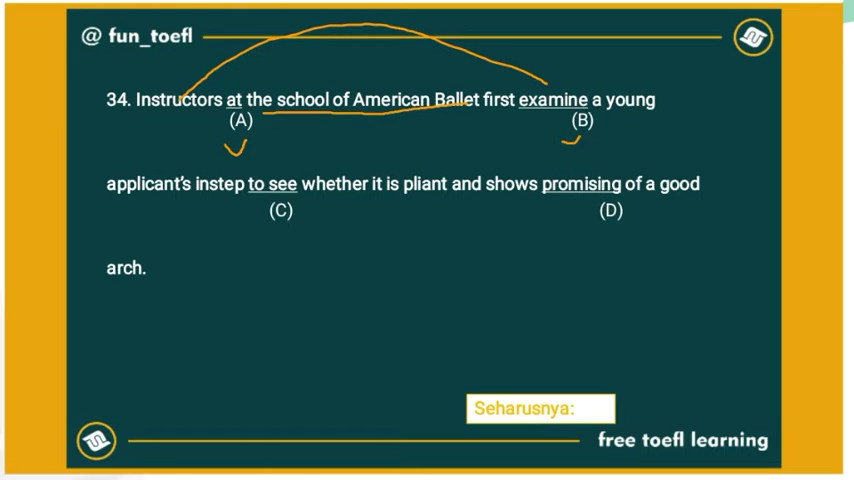 @ fun_toefl
34. Instructors at the school of American Ballet first examine a young
(A) (B)
applicant's instep to see whether it is pliant and shows promising of a good
(C) (D)
arch.
Seharusnya:
free toefl learning